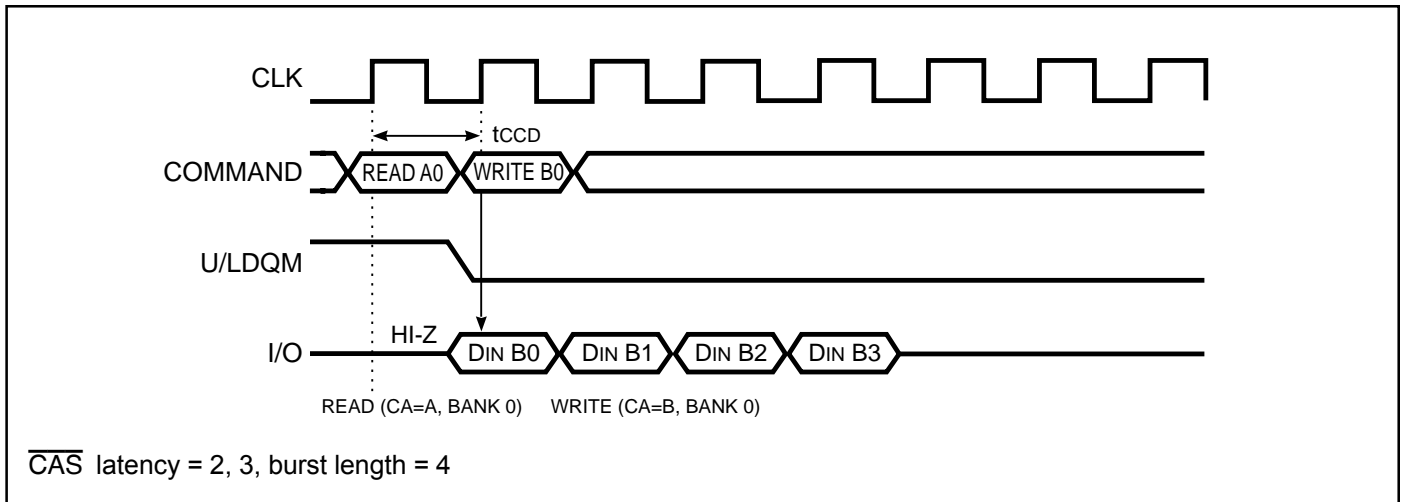 CLK
tCCD
COMMAND READ A0 WRITE B0
U/LDQM
HI-Z
I/O DIN B0 DIN B1 DIN B2 DIN B3
READ (CA=A, BANK 0) WRITE (CA=B, BANK 0)
C̅A̅S̅ latency = 2, 3, burst length = 4